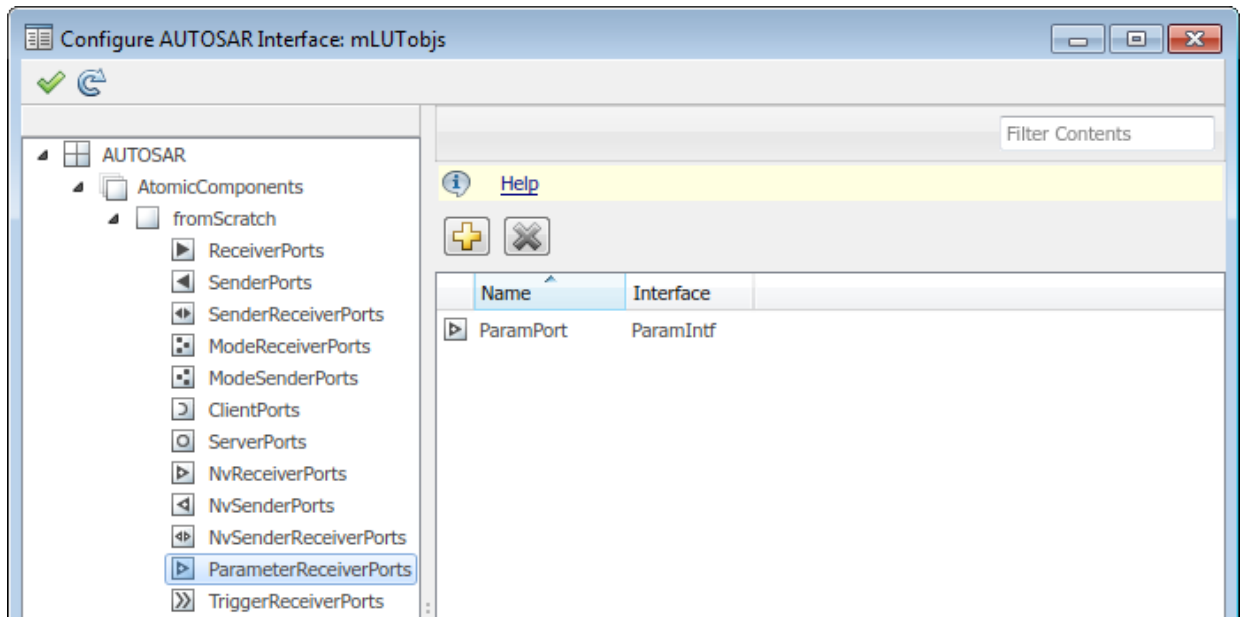 Configure AUTOSAR Interface: mLUTobjs
Filter Contents
AUTOSAR
AtomicComponents
fromScratch
ReceiverPorts
SenderPorts
SenderReceiverPorts
ModeReceiverPorts
ModeSenderPorts
ClientPorts
ServerPorts
NvReceiverPorts
NvSenderPorts
NvSenderReceiverPorts
ParameterReceiverPorts
TriggerReceiverPorts
Help
Name Interface
ParamPort ParamIntf